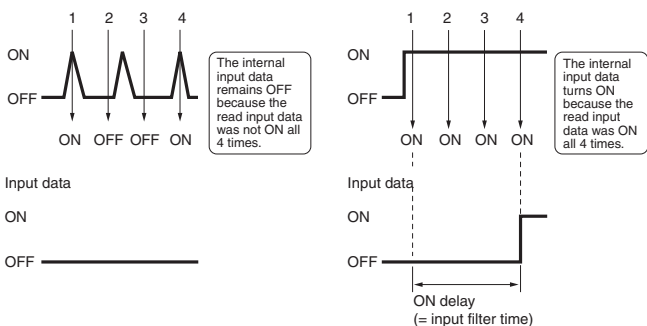 1 2 3 4
ON
OFF
The internal
input data
remains OFF
because the
read input data
was not ON all
4 times.
ON OFF OFF ON
Input data
ON
OFF
1 2 3 4
ON
OFF
The internal
input data
turns ON
because the
read input
data was ON
all 4 times.
ON ON ON ON
Input data
ON
OFF
ON delay
(= input filter time)